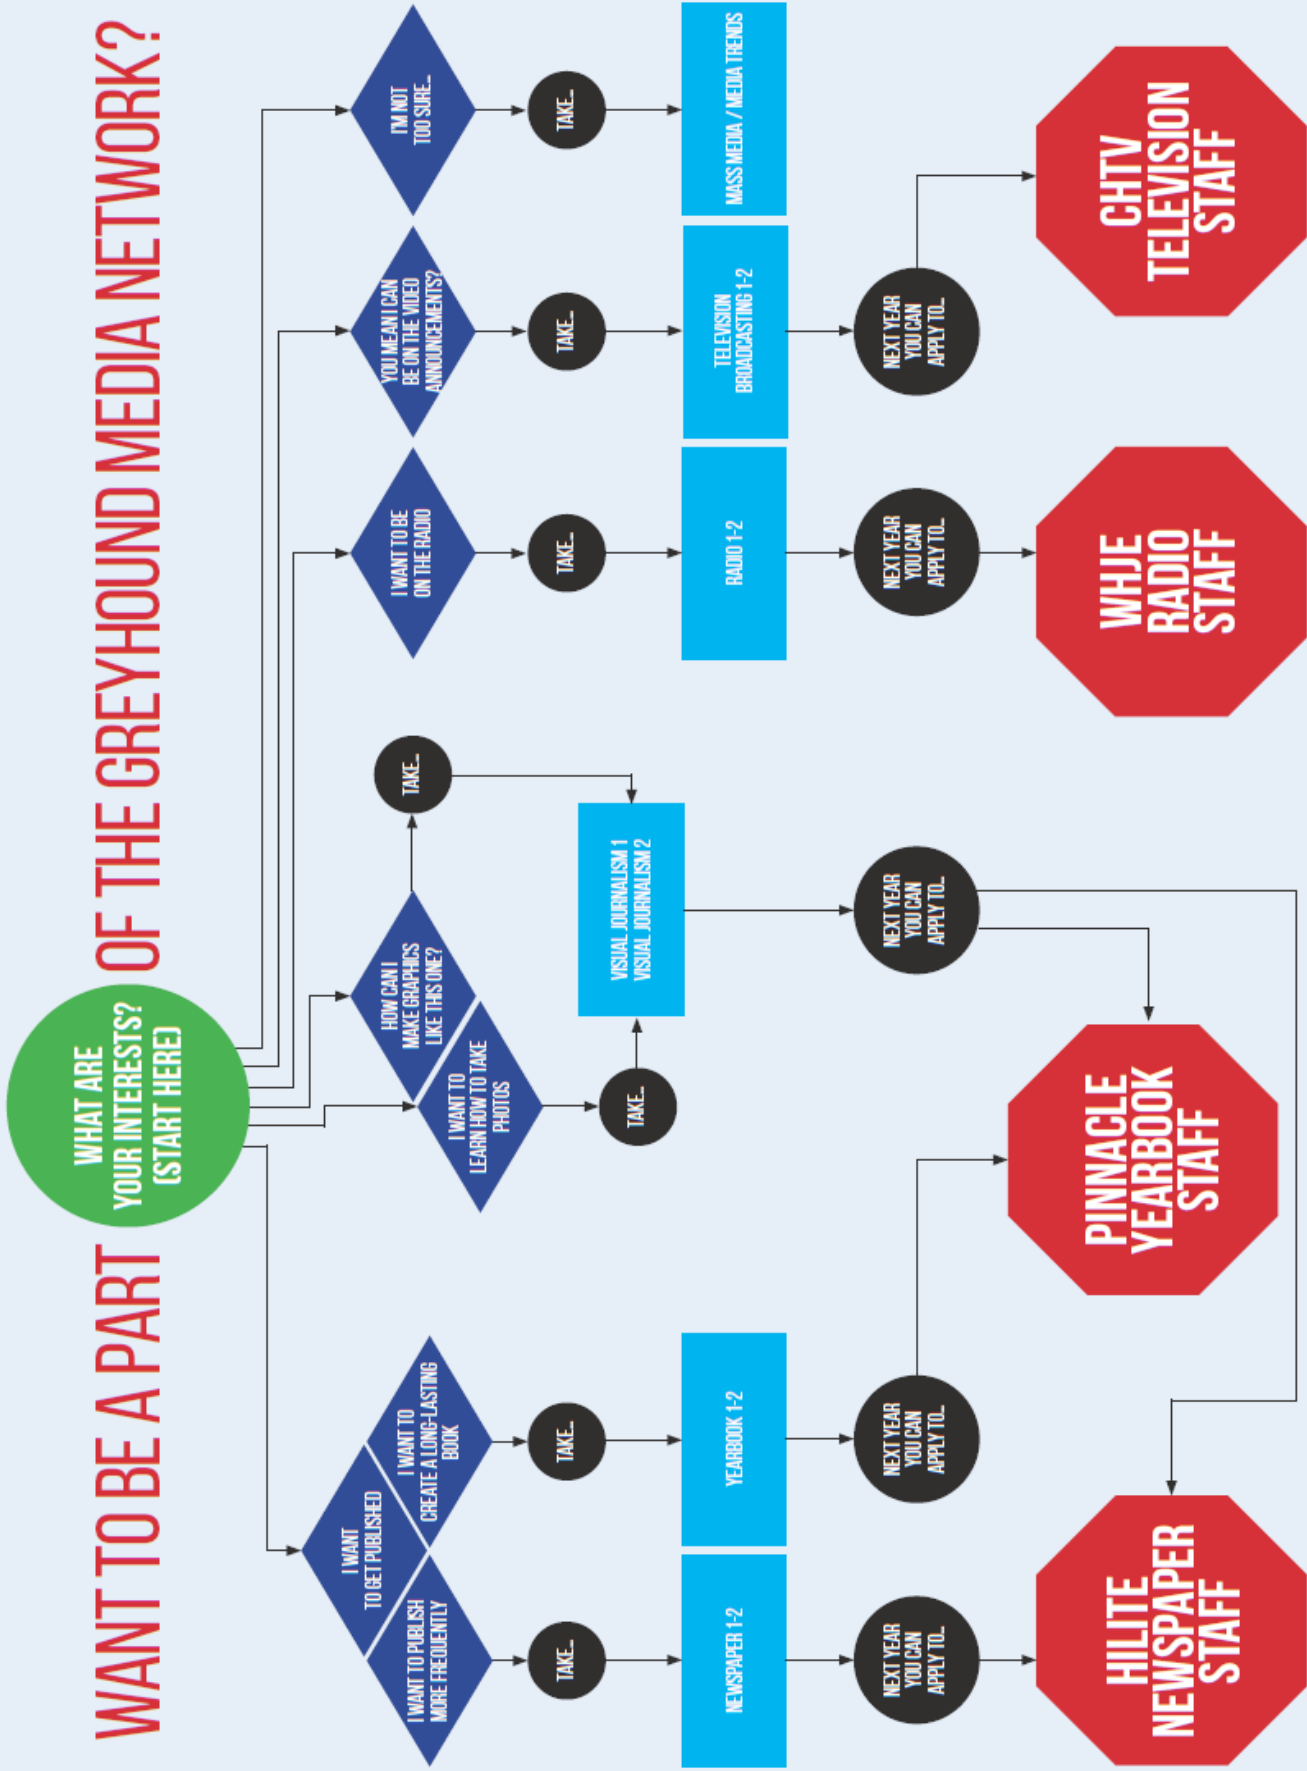 WANT TO BE A PART
OF THE GREYHOUND MEDIA NETWORK?
WHAT ARE
YOUR INTERESTS?
(START HERE)
I WANT
TO GET PUBLISHED
I WANT TO PUBLISH
MORE FREQUENTLY
I WANT TO
CREATE A LONG-LASTING
BOOK
I WANT TO
LEARN HOW TO TAKE
PHOTOS
HOW CAN I
MAKE GRAPHICS
LIKE THIS ONE?
I WANT TO BE
ON THE RADIO
YOU MEAN I CAN
BE ON THE VIDEO
ANNOUNCEMENTS?
I'M NOT
TOO SURE...
TAKE...
TAKE...
TAKE...
TAKE...
TAKE...
TAKE...
TAKE...
NEWSPAPER 1-2
YEARBOOK 1-2
VISUAL JOURNALISM 1
VISUAL JOURNALISM 2
RADIO 1-2
TELEVISION
BROADCASTING 1-2
MASS MEDIA / MEDIA TRENDS
NEXT YEAR
YOU CAN
APPLY TO...
NEXT YEAR
YOU CAN
APPLY TO...
NEXT YEAR
YOU CAN
APPLY TO...
NEXT YEAR
YOU CAN
APPLY TO...
NEXT YEAR
YOU CAN
APPLY TO...
HILITE
NEWSPAPER
STAFF
PINNACLE
YEARBOOK
STAFF
WHJE
RADIO
STAFF
CHTV
TELEVISION
STAFF